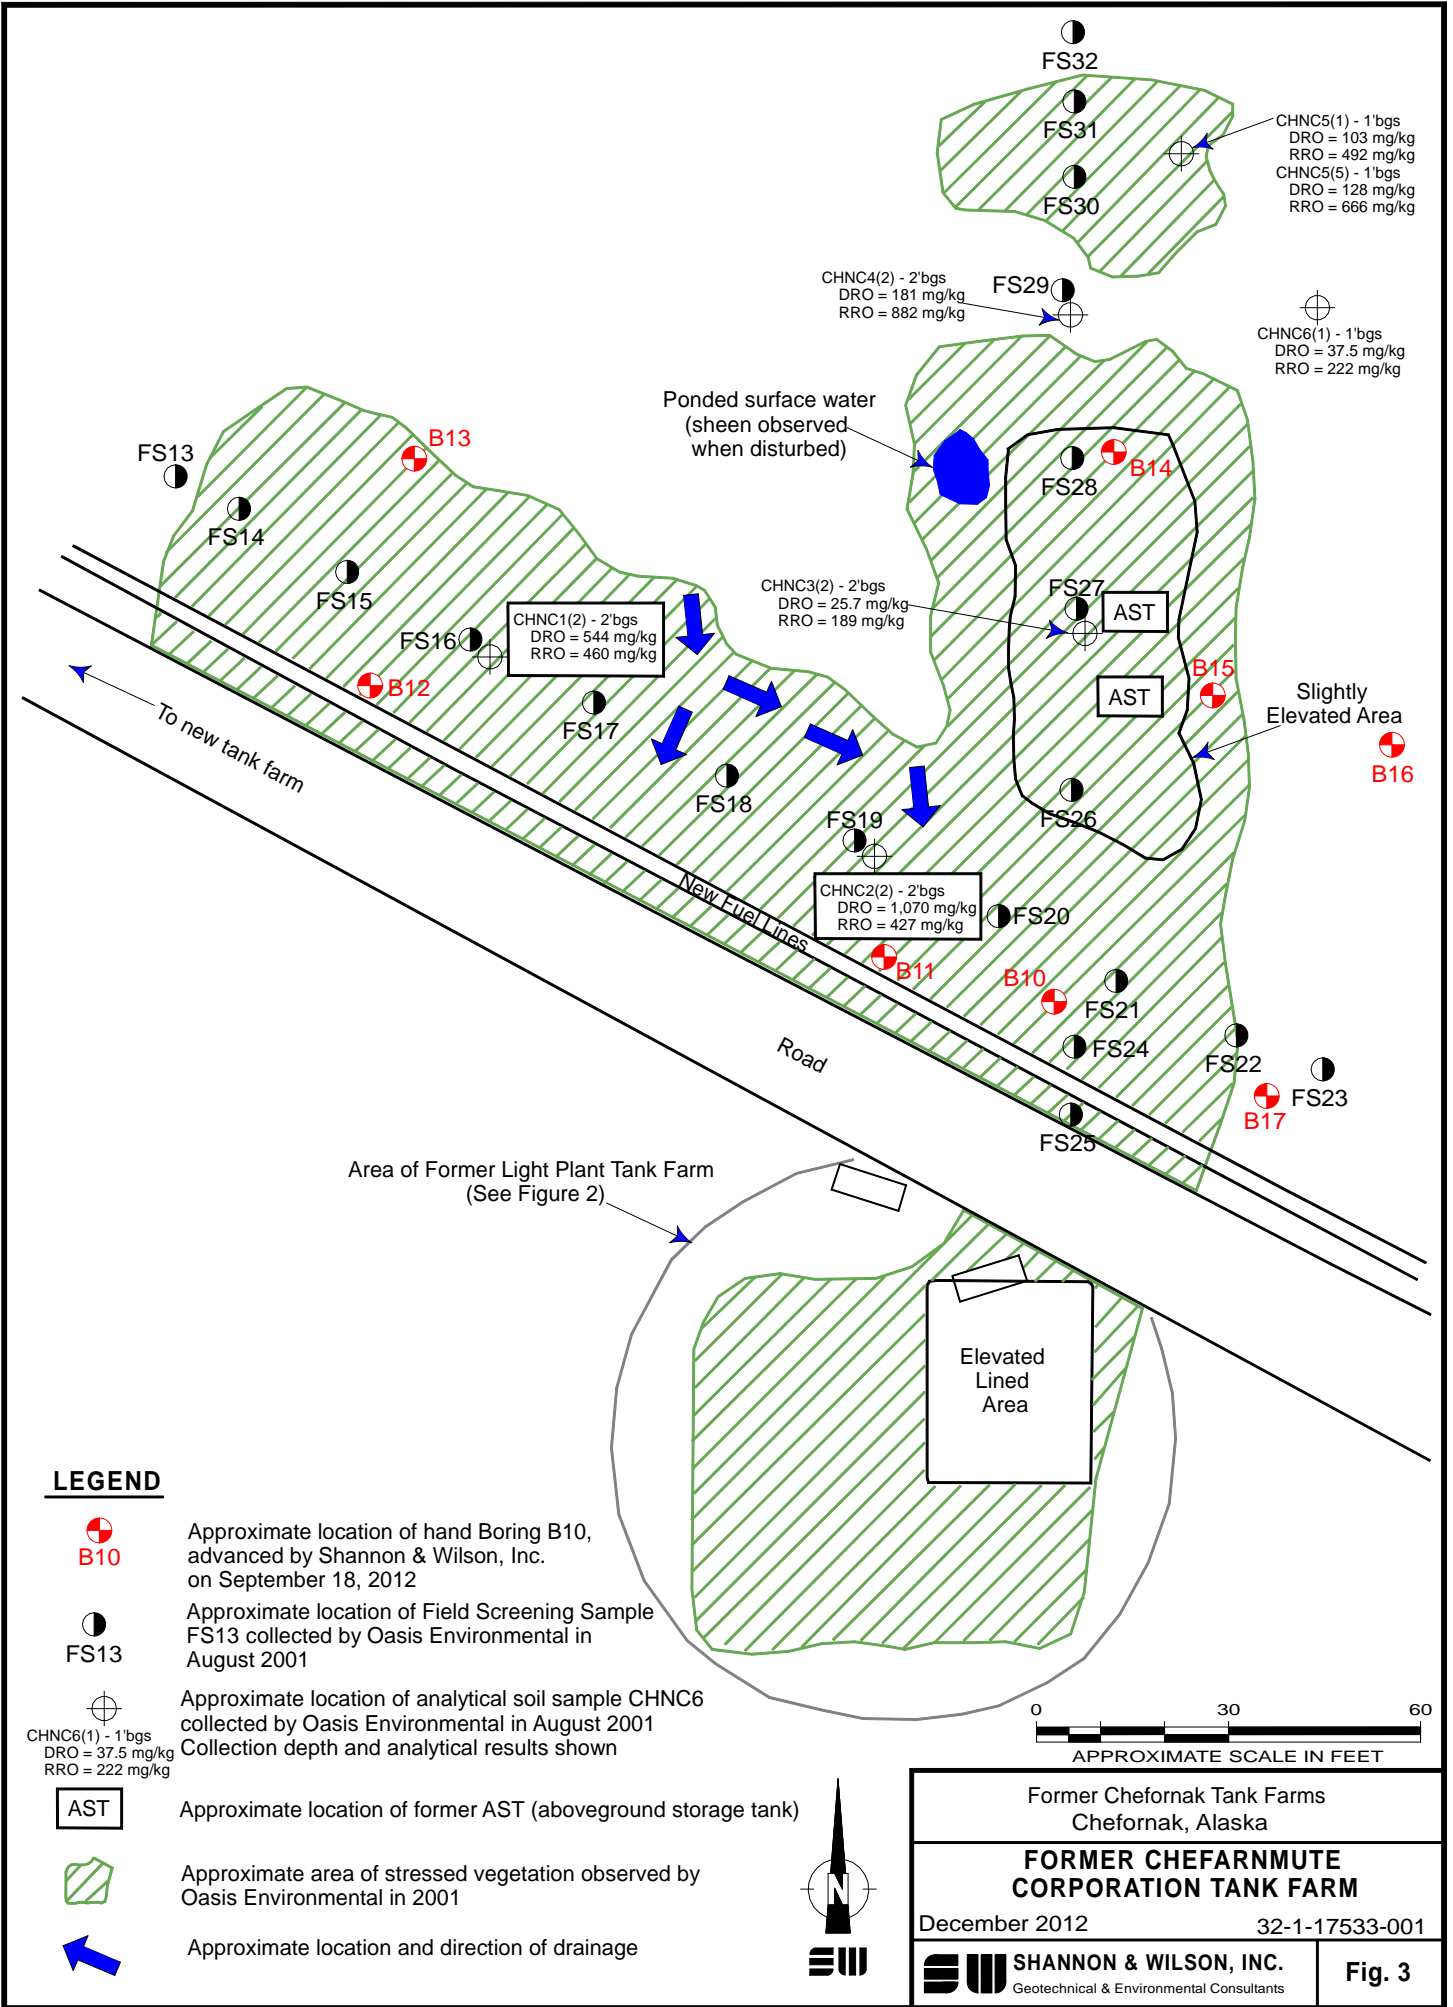 FS32
FS31
CHNC5(1) - 1'bgs
DRO = 103 mg/kg
RRO = 492 mg/kg
CHNC5(5) - 1'bgs
DRO = 128 mg/kg
RRO = 666 mg/kg
FS30
CHNC4(2) - 2'bgs
DRO = 181 mg/kg
RRO = 882 mg/kg
FS29
CHNC6(1) - 1'bgs
DRO = 37.5 mg/kg
RRO = 222 mg/kg
Ponded surface water
(sheen observed
when disturbed)
B13
FS13
B14
FS28
FS14
CHNC3(2) - 2'bgs
DRO = 25.7 mg/kg
RRO = 189 mg/kg
FS27
AST
FS15
CHNC1(2) - 2'bgs
DRO = 544 mg/kg
RRO = 460 mg/kg
FS16
B12
B15
AST
Slightly
Elevated Area
FS17
To new tank farm
B16
FS18
FS19
FS26
New Fuel Lines
CHNC2(2) - 2'bgs
DRO = 1,070 mg/kg
RRO = 427 mg/kg
FS20
B11
B10
FS21
FS24
Road
FS22
FS23
B17
FS25
Area of Former Light Plant Tank Farm
(See Figure 2)
Elevated
Lined
Area
LEGEND
B10
Approximate location of hand Boring B10,
advanced by Shannon & Wilson, Inc.
on September 18, 2012
FS13
Approximate location of Field Screening Sample
FS13 collected by Oasis Environmental in
August 2001
CHNC6(1) - 1'bgs
DRO = 37.5 mg/kg
RRO = 222 mg/kg
Approximate location of analytical soil sample CHNC6
collected by Oasis Environmental in August 2001
Collection depth and analytical results shown
AST
Approximate location of former AST (aboveground storage tank)
Approximate area of stressed vegetation observed by
Oasis Environmental in 2001
Approximate location and direction of drainage
N
SW
0 30 60
APPROXIMATE SCALE IN FEET
Former Chefornak Tank Farms
Chefornak, Alaska
FORMER CHEFARNMUTE
CORPORATION TANK FARM
December 2012 32-1-17533-001
SW SHANNON & WILSON, INC.
Geotechnical & Environmental Consultants
Fig. 3